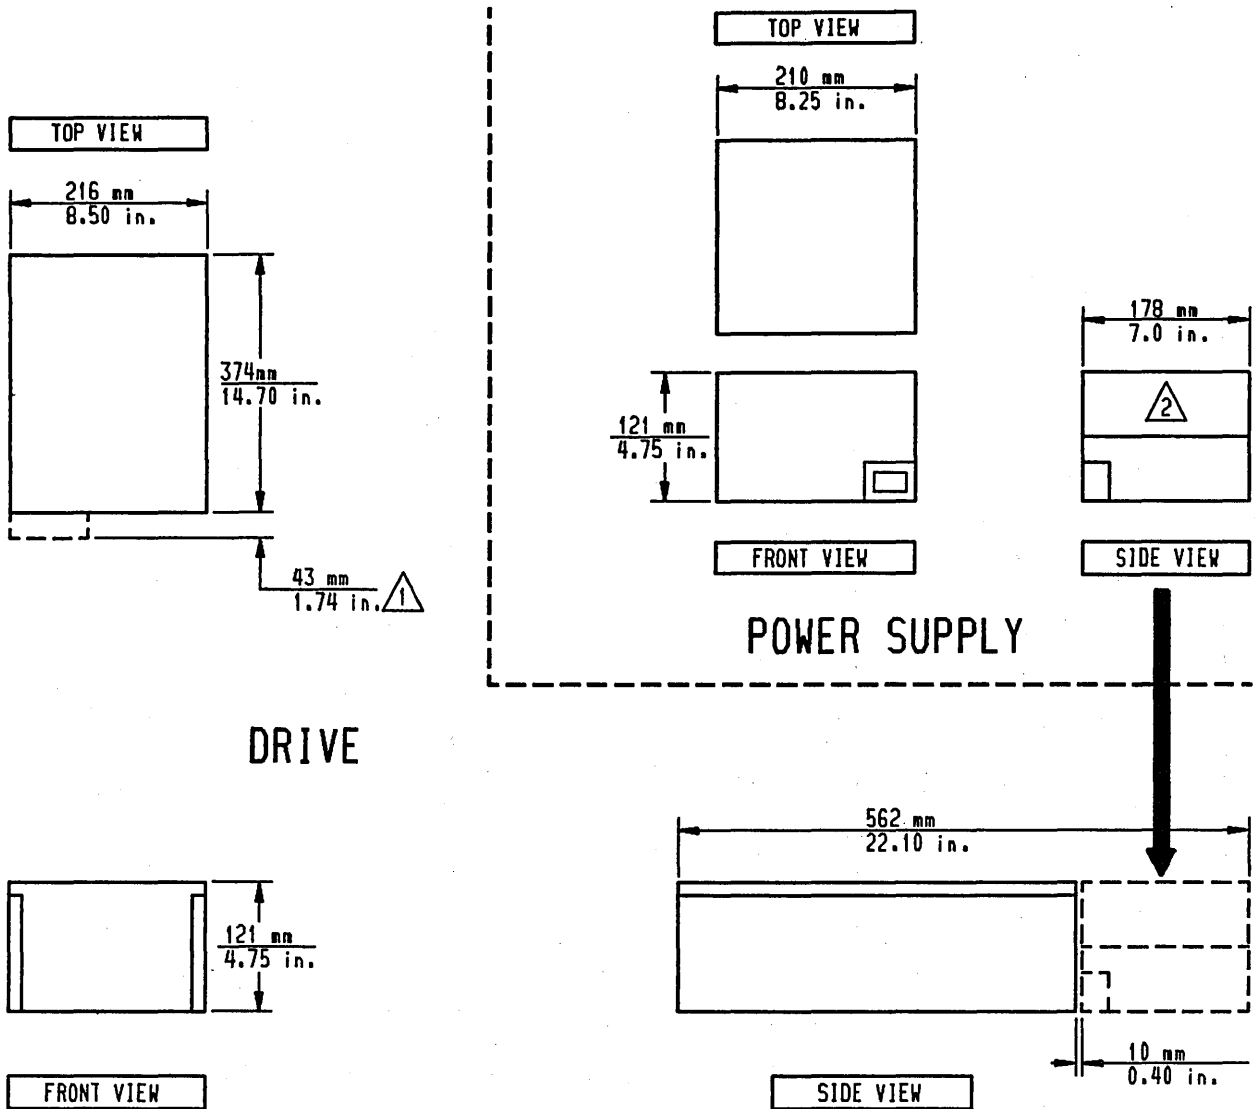 TOP VIEW
210 mm
8.25 in.
TOP VIEW
216 mm
8.50 in.
374mm
14.70 in.
178 mm
7.0 in.
2
121 mm
4.75 in.
FRONT VIEW
SIDE VIEW
43 mm
1.74 in.
1
POWER SUPPLY
DRIVE
562 mm
22.10 in.
121 mm
4.75 in.
10 mm
0.40 in.
FRONT VIEW
SIDE VIEW